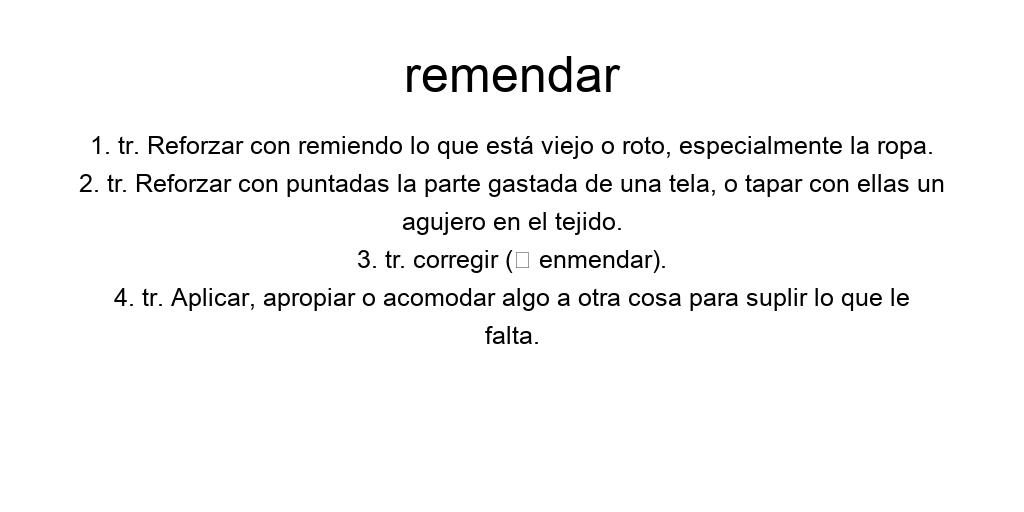 remendar
1. tr. Reforzar con remiendo lo que está viejo o roto, especialmente la ropa.
2. tr. Reforzar con puntadas la parte gastada de una tela, o tapar con ellas un
agujero en el tejido.
3. tr. corregir (□ enmendar).
4. tr. Aplicar, apropiar o acomodar algo a otra cosa para suplir lo que le
falta.